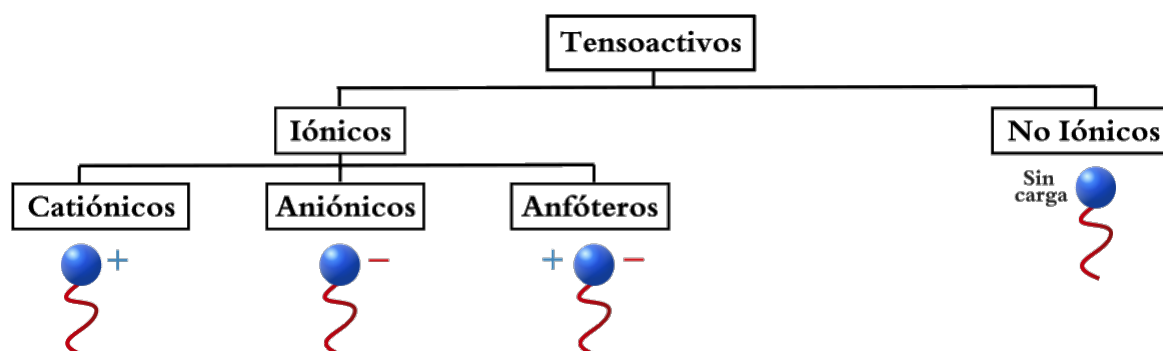 Tensoactivos
Iónicos
No Iónicos
Sin
carga
Catiónicos
Aniónicos
Anfóteros
+
−
+ −